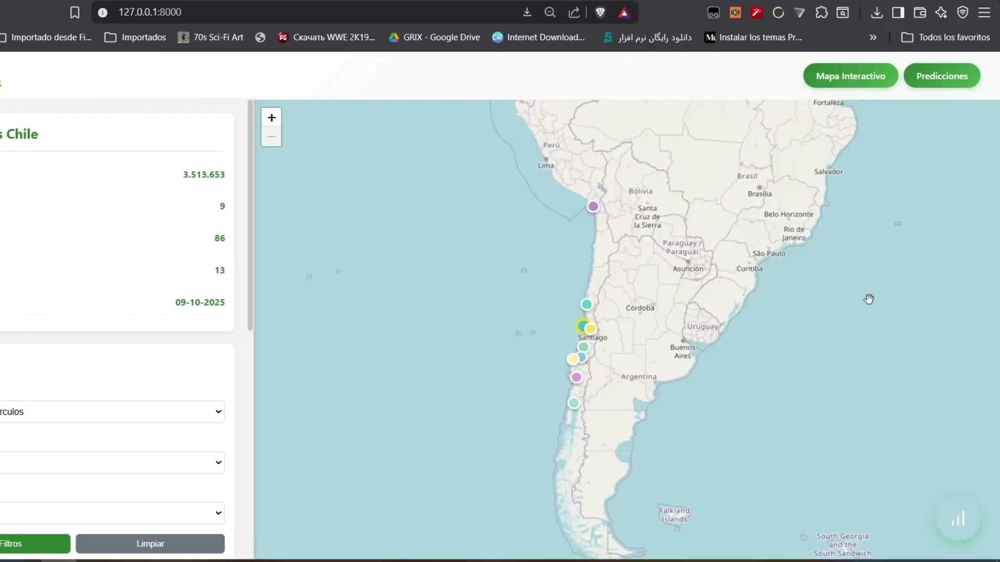 127.0.0.1:8000
Importado desde Fi...
Importados
70s Sci-Fi Art
Скачать WWE 2K19...
GRIX - Google Drive
Internet Download...
دانلود رایگان نرم افزار
Instalar los temas Pr...
Todos los favoritos
s
Mapa Interactivo
Predicciones
s Chile
3.513.653
9
86
13
09-10-2025
rculos
Filtros
Limpiar
+
−
Fortaleza
Perú
Lima
Salvador
Brasil
Brasília
Bolivia
Santa
Cruz de
la Sierra
Belo Horizonte
Rio de
Janeiro
Paraguay /
Paraguái
São Paulo
Asunción
Curitiba
Córdoba
Uruguay
Santiago
Buenos
Aires
Argentina
Falkland
Islands
South Georgia
and the
South Sandwich